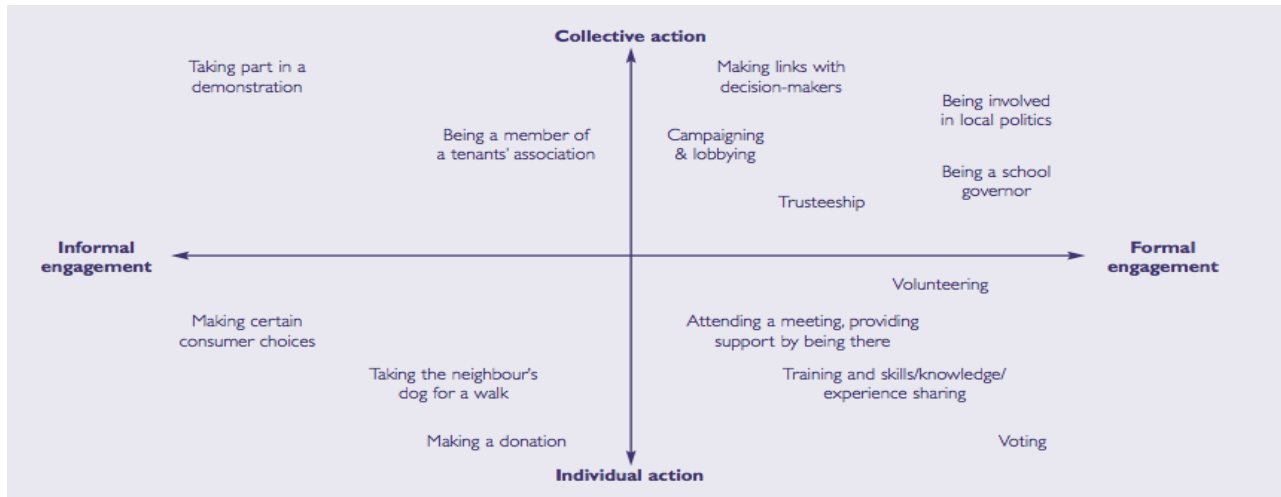 Collective action
Taking part in a
demonstration
Making links with
decision-makers
Being involved
in local politics
Being a member of
a tenants’ association
Campaigning
& lobbying
Being a school
governor
Trusteeship
Informal
engagement
Formal
engagement
Volunteering
Making certain
consumer choices
Attending a meeting, providing
support by being there
Taking the neighbour’s
dog for a walk
Training and skills/knowledge/
experience sharing
Making a donation
Voting
Individual action